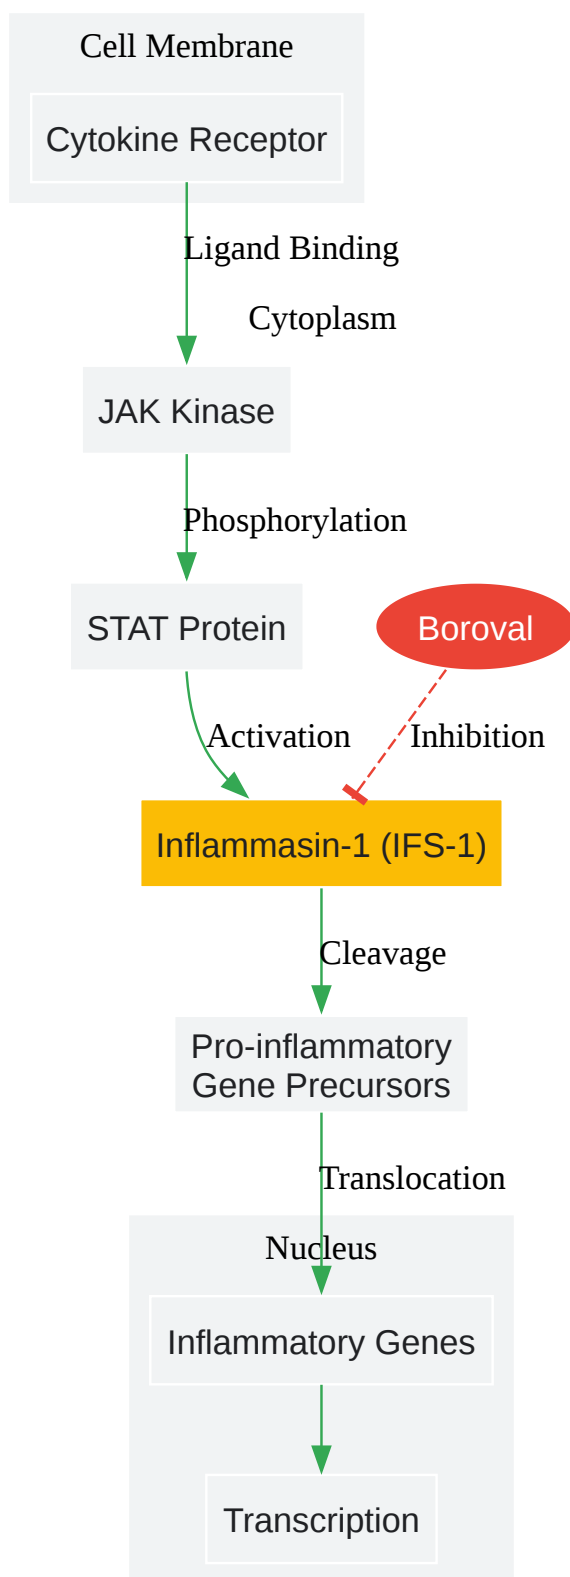 Cell Membrane
Cytokine Receptor
Ligand Binding
Cytoplasm
JAK Kinase
Phosphorylation
STAT Protein
Boroval
Activation
Inhibition
Inflammasin-1 (IFS-1)
Cleavage
Pro-inflammatory
Gene Precursors
Translocation
Nucleus
Inflammatory Genes
Transcription